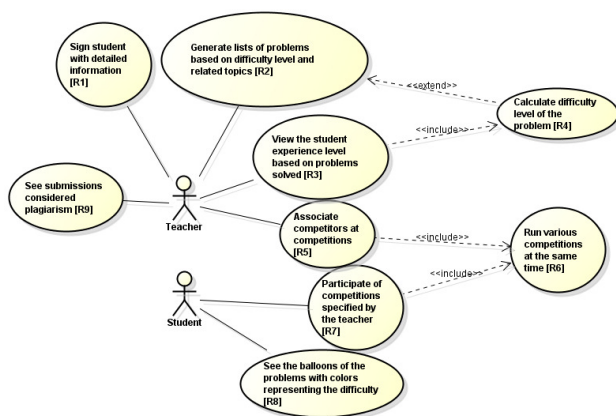 Sign student
with detailed
information
[R1]
Generate lists of problems
based on difficulty level and
related topics [R2]
<<extend>>
Calculate difficulty
level of the
problem [R4]
<<include>>
View the student
experience level
based on problems
solved [R3]
See submissions
considered
plagiarism [R9]
Teacher
Associate
competitors at
competitions
[R5]
<<include>>
Run various
competitions
at the same
time [R6]
<<include>>
Participate of
competitions
specified by
the teacher
[R7]
Student
See the balloons of the
problems with colors
representing the difficulty
[R8]